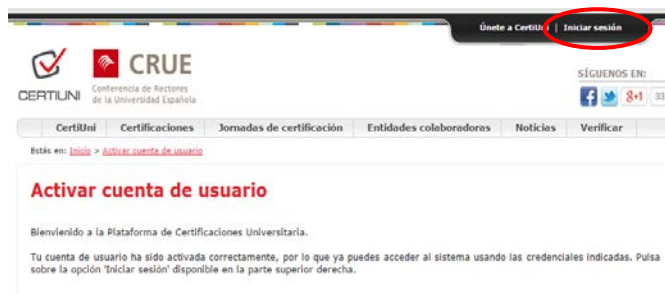 Únete a CertiUni | Iniciar sesión
CERTIUNI
CRUE
Conferencia de Rectores
de la Universidad Española
SÍGUENOS EN:
+1 33
CertiUni Certificaciones Jornadas de certificación Entidades colaboradoras Noticias Verificar
Estás en: Inicio > Activar cuenta de usuario
Activar cuenta de usuario
Bienvenido a la Plataforma de Certificaciones Universitaria.
Tu cuenta de usuario ha sido activada correctamente, por lo que ya puedes acceder al sistema usando las credenciales indicadas. Pulsa
sobre la opción 'Iniciar sesión' disponible en la parte superior derecha.